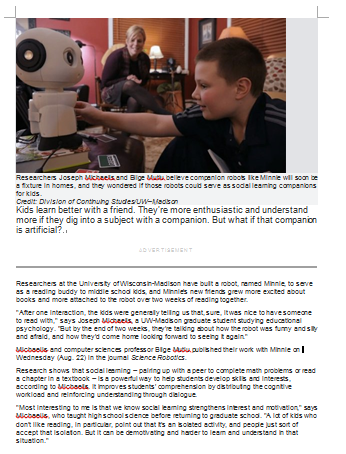 Researchers Joseph Michaelis and Bilge Mutlu believe companion robots like Minnie will soon be
a fixture in homes, and they wondered if those robots could serve as social learning companions
for kids.
Credit: Division of Continuing Studies/UW–Madison
Kids learn better with a friend. They're more enthusiastic and understand
more if they dig into a subject with a companion. But what if that companion
is artificial?.
ADVERTISEMENT
Researchers at the University of Wisconsin-Madison have built a robot, named Minnie, to serve
as a reading buddy to middle school kids, and Minnie's new friends grew more excited about
books and more attached to the robot over two weeks of reading together.
"After one interaction, the kids were generally telling us that, sure, it was nice to have someone
to read with," says Joseph Michaelis, a UW-Madison graduate student studying educational
psychology. "But by the end of two weeks, they're talking about how the robot was funny and silly
and afraid, and how they'd come home looking forward to seeing it again."
Michaelis and computer sciences professor Bilge Mutlu published their work with Minnie on
Wednesday (Aug. 22) in the journal Science Robotics.
Research shows that social learning – pairing up with a peer to complete math problems or read
a chapter in a textbook – is a powerful way to help students develop skills and interests,
according to Michaelis. It improves students' comprehension by distributing the cognitive
workload and reinforcing understanding through dialogue.
"Most interesting to me is that we know social learning strengthens interest and motivation," says
Michaelis, who taught high school science before returning to graduate school. "A lot of kids who
don't like reading, in particular, point out that it's an isolated activity, and people just sort of
accept that isolation. But it can be demotivating and harder to learn and understand in that
situation."